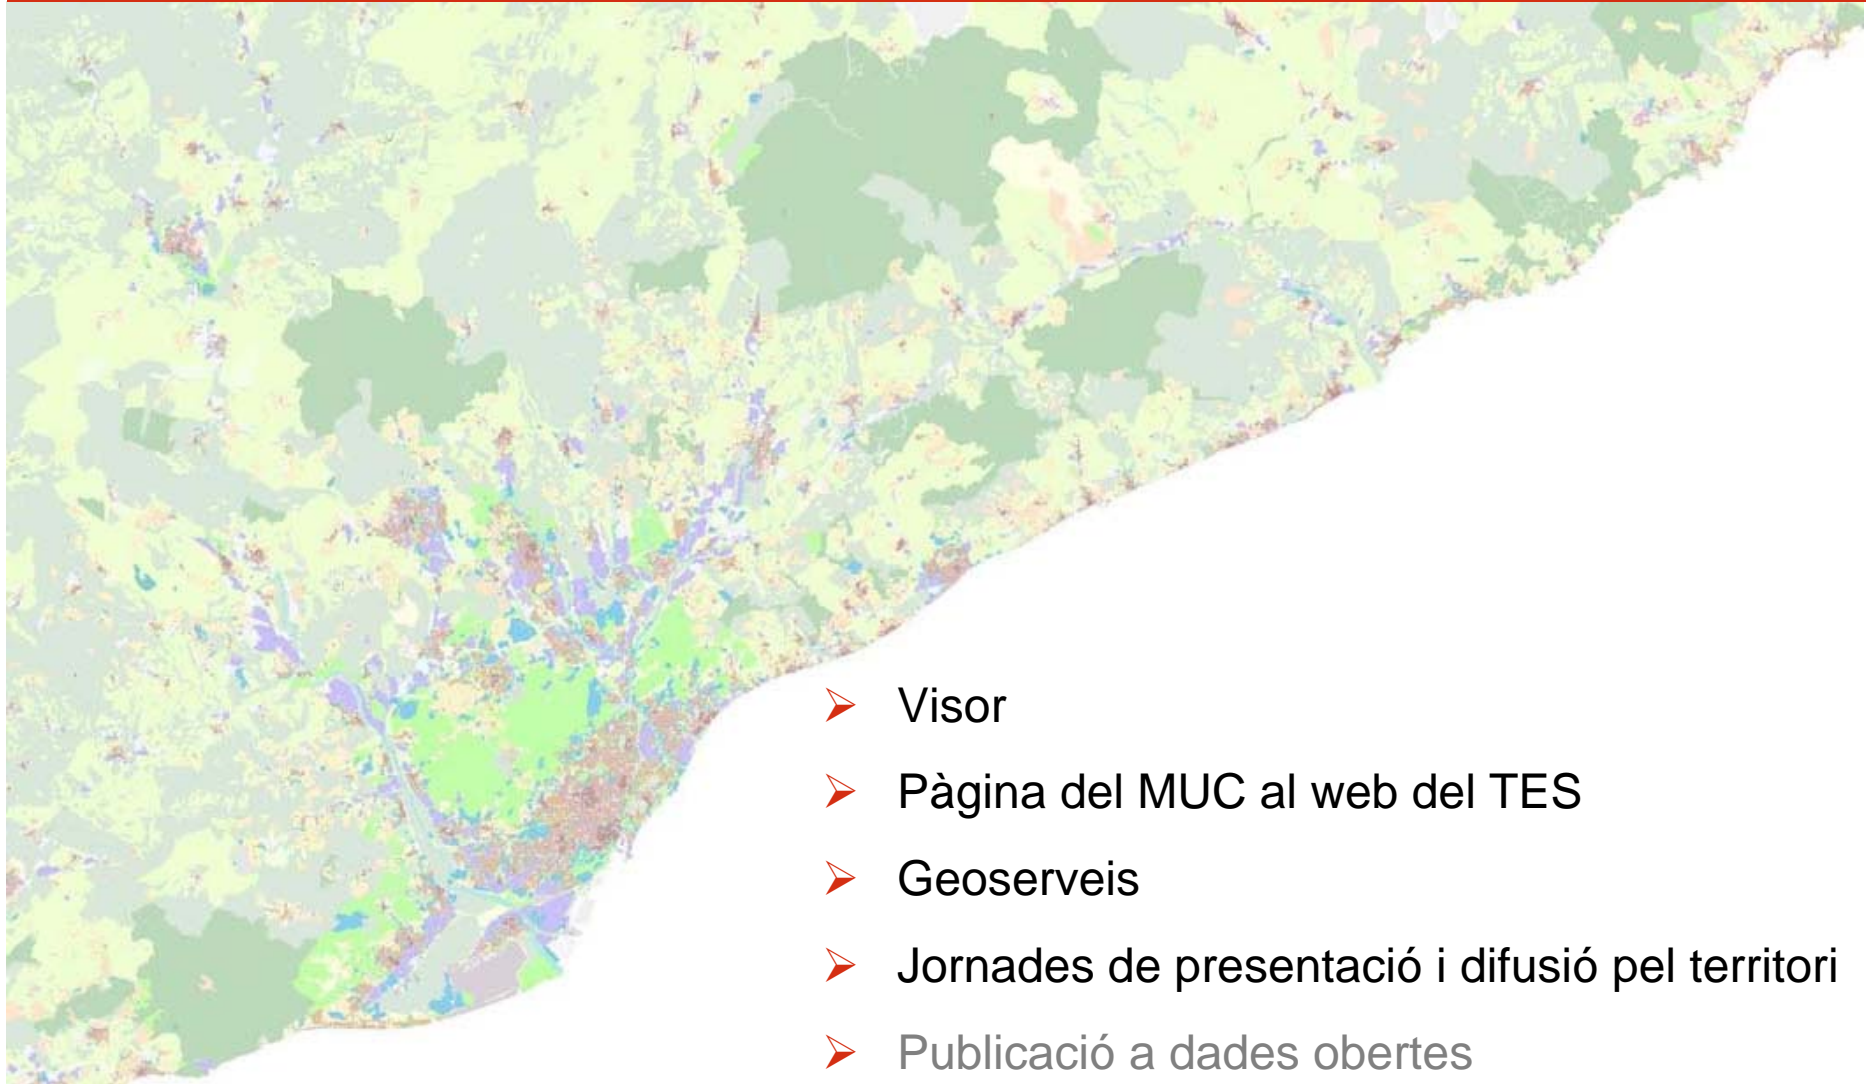 Visor
Pàgina del MUC al web del TES
Geoserveis
Jornades de presentació i difusió pel territori
Publicació a dades obertes